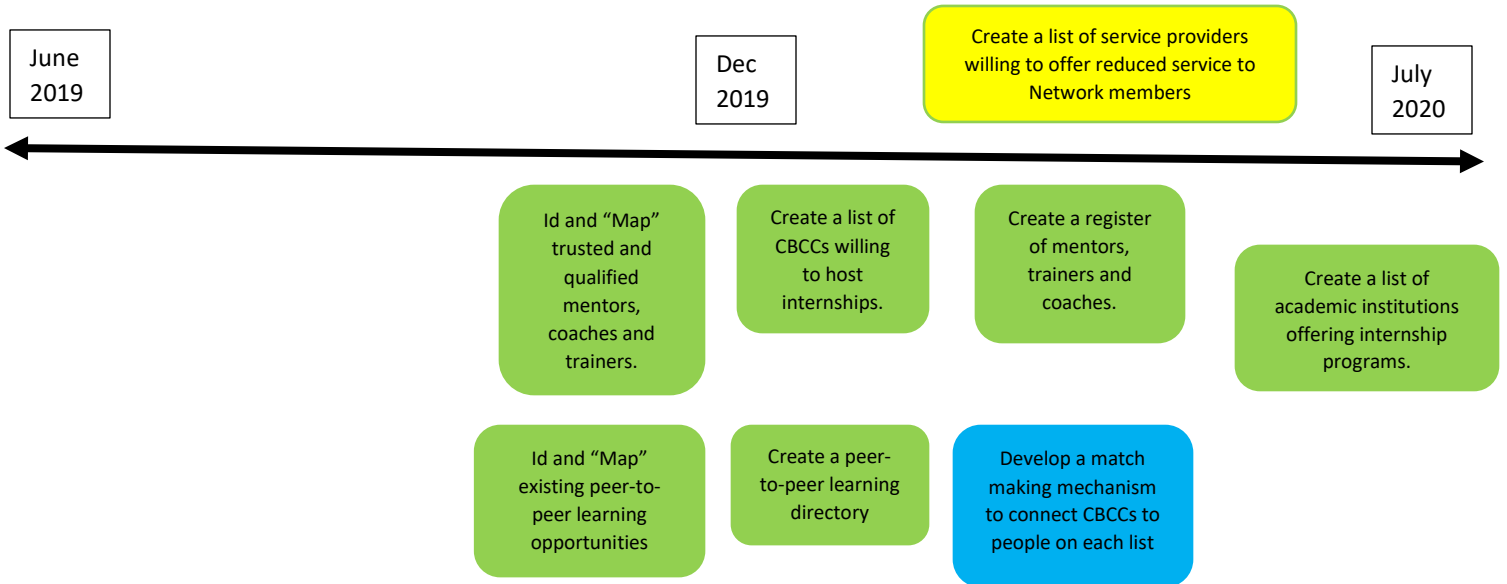 June
2019
Dec
2019
Create a list of service providers
willing to offer reduced service to
Network members
July
2020
Id and “Map”
trusted and
qualified
mentors,
coaches and
trainers.
Create a list of
CBCCs willing
to host
internships.
Create a register
of mentors,
trainers and
coaches.
Create a list of
academic institutions
offering internship
programs.
Id and “Map”
existing peer-to-
peer learning
opportunities
Create a peer-
to-peer learning
directory
Develop a match
making mechanism
to connect CBCCs to
people on each list